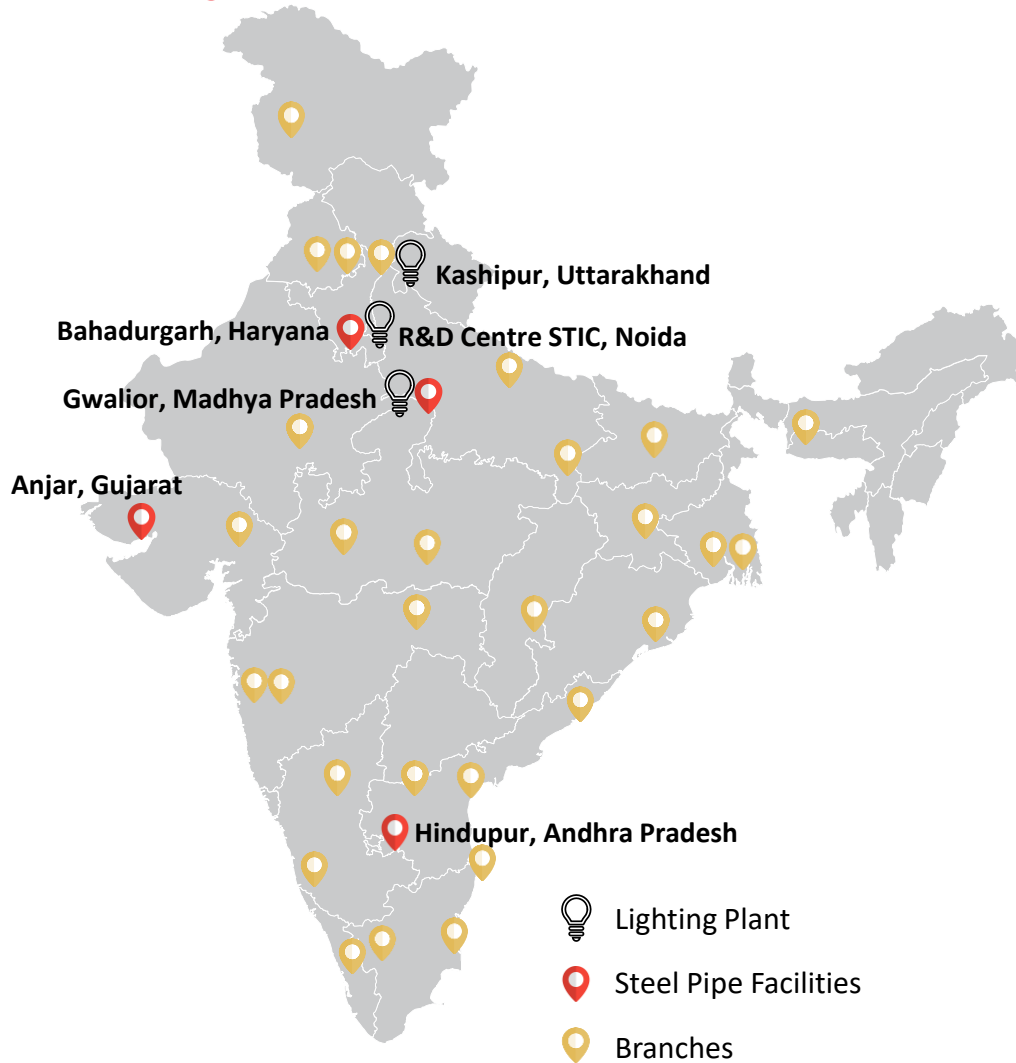 Kashipur, Uttarakhand
Bahadurgarh, Haryana
R&D Centre STIC, Noida
Gwalior, Madhya Pradesh
Anjar, Gujarat
Hindupur, Andhra Pradesh
Lighting Plant
Steel Pipe Facilities
Branches